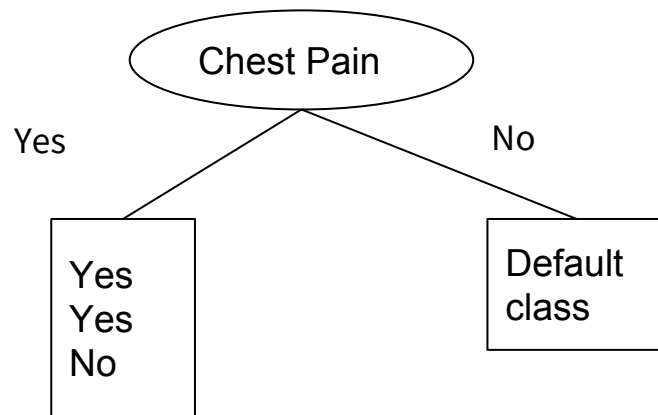 Chest Pain
Yes
No
Yes
Yes
No
Default
class